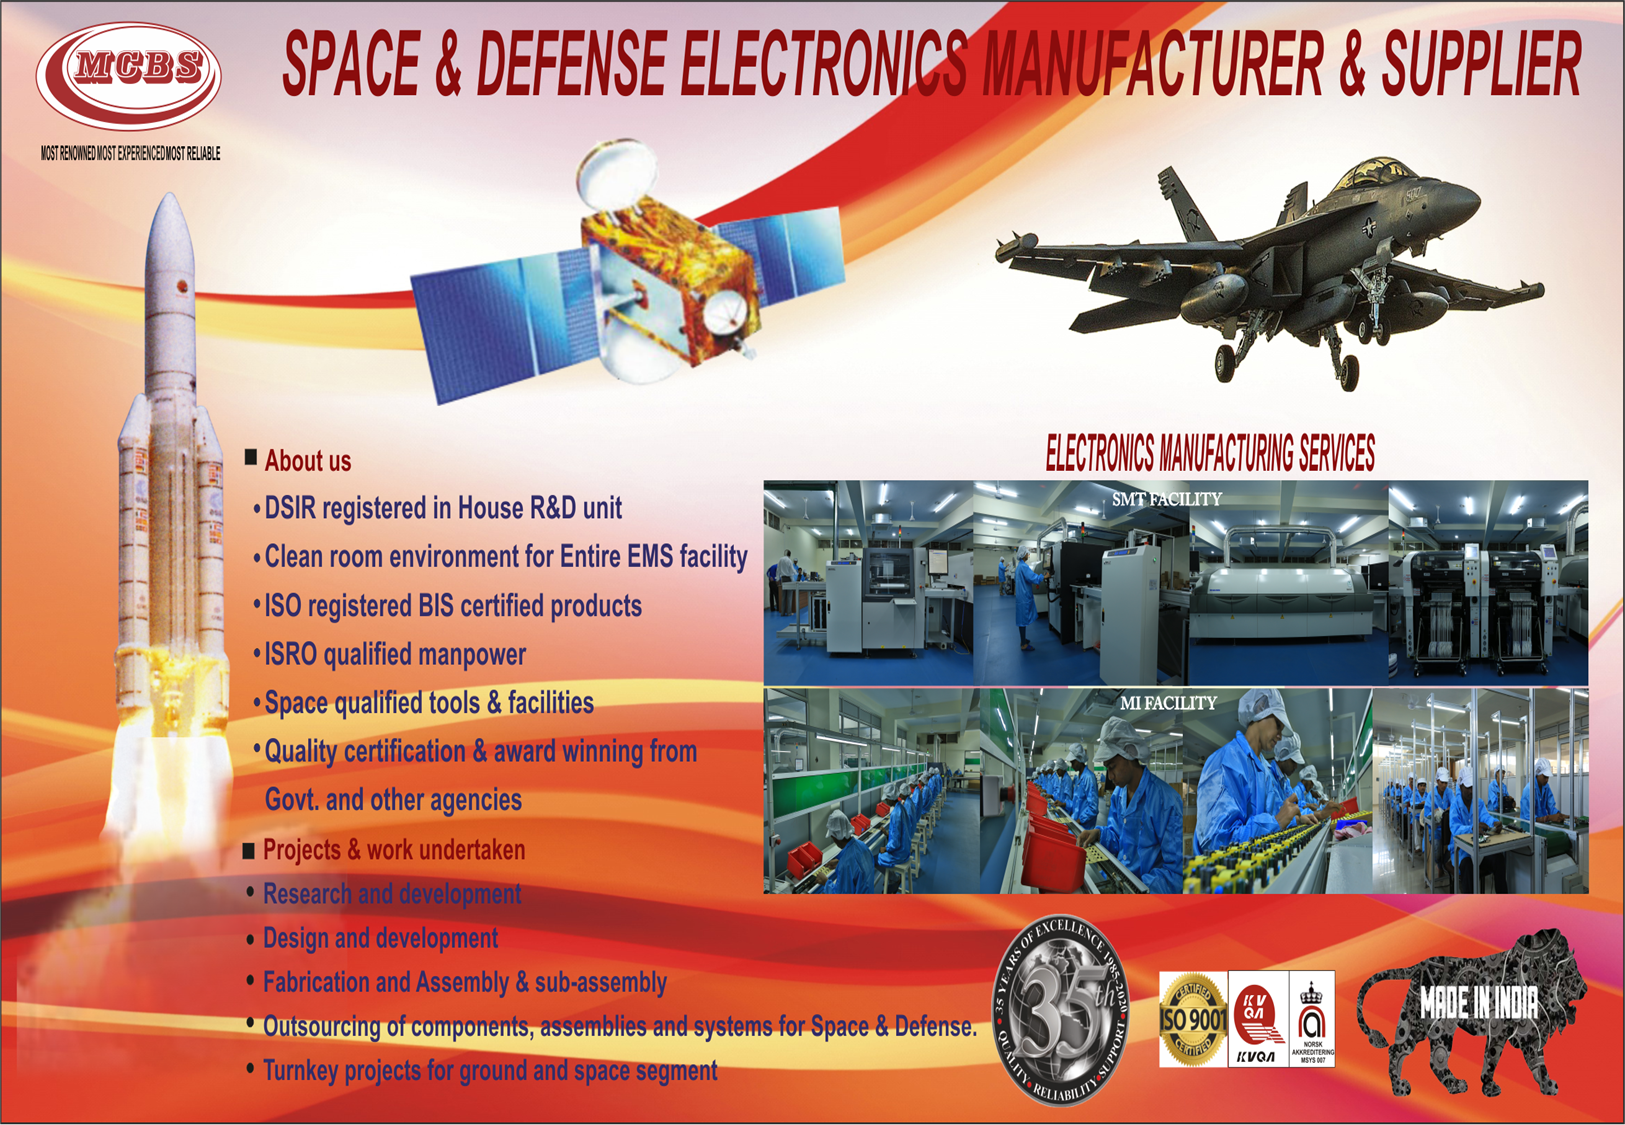 MCBS
SPACE & DEFENSE ELECTRONICS MANUFACTURER & SUPPLIER
MOST RENOWNED MOST EXPERIENCED MOST RELIABLE
■ About us
• DSIR registered in House R&D unit
• Clean room environment for Entire EMS facility
• ISO registered BIS certified products
• ISRO qualified manpower
• Space qualified tools & facilities
• Quality certification & award winning from
Govt. and other agencies
■ Projects & work undertaken
• Research and development
• Design and development
• Fabrication and Assembly & sub-assembly
• Outsourcing of components, assemblies and systems for Space & Defense.
• Turnkey projects for ground and space segment
ELECTRONICS MANUFACTURING SERVICES
SMT FACILITY
MI FACILITY
35 YEARS OF EXCELLENCE 1985-2020
35th
QUALITY • RELIABILITY • SUPPORT
CERTIFIED
ISO 9001
CERTIFIED
KV
QA
KVQA
NORSK
AKKREDITERING
MSYS 007
MADE IN INDIA